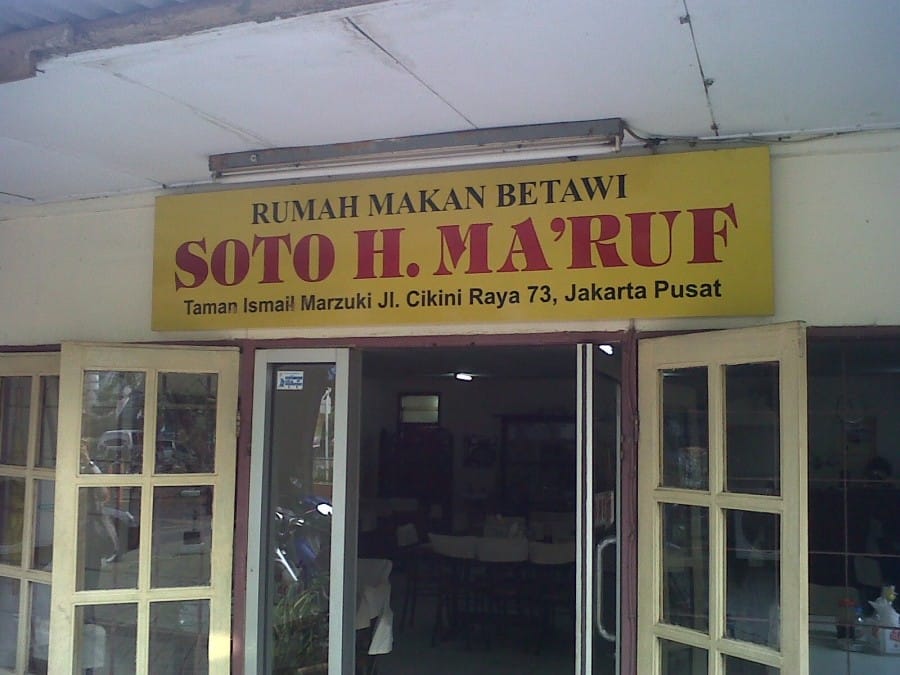 RUMAH MAKAN BETAWI
SOTO H. MA'RUF
Taman Ismail Marzuki Jl. Cikini Raya 73, Jakarta Pusat